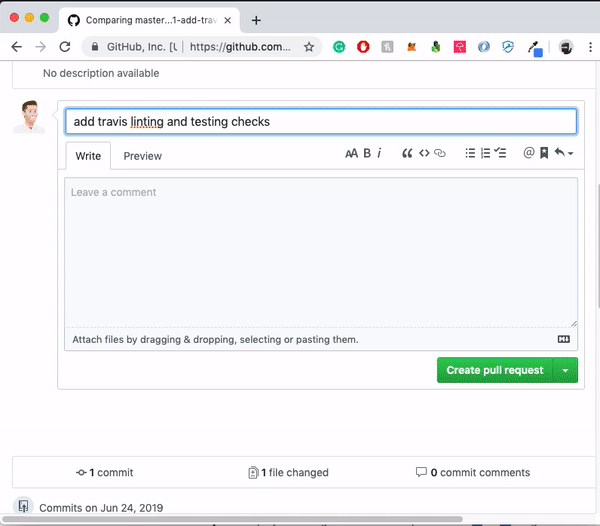 Comparing master...1-add-trav
GitHub, Inc. [U
https://github.com...
No description available
add travis linting and testing checks
Write
Preview
AA B i
Leave a comment
Attach files by dragging & dropping, selecting or pasting them.
Create pull request
1 commit
1 file changed
0 commit comments
Commits on Jun 24, 2019